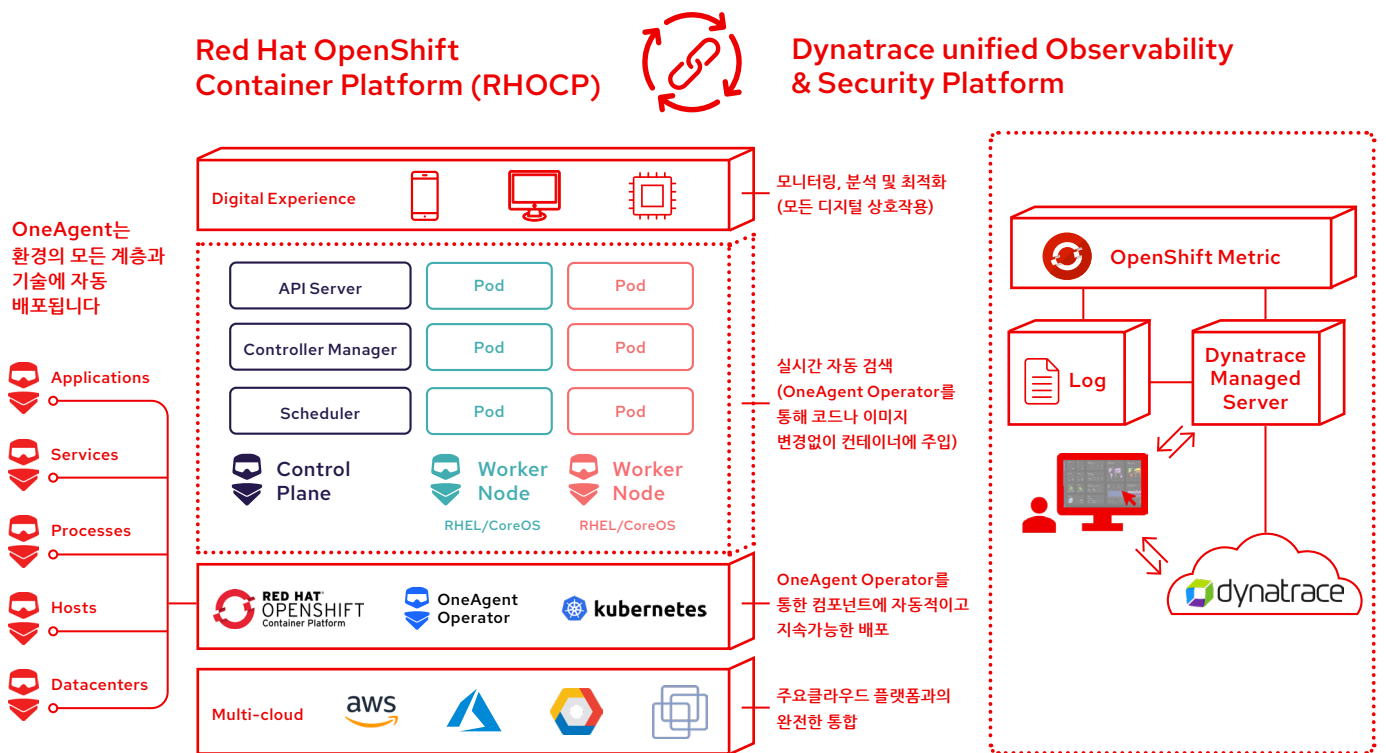 Red Hat OpenShift
Container Platform (RHOCP)
Dynatrace unified Observability
& Security Platform
OneAgent는
환경의 모든 계층과
기술에 자동
배포됩니다
Applications
Services
Processes
Hosts
Datacenters
Digital Experience
모니터링, 분석 및 최적화
(모든 디지털 상호작용)
API Server
Pod
Pod
Controller Manager
Pod
Pod
Scheduler
Pod
Pod
Control
Plane
Worker
Node
RHEL/CoreOS
Worker
Node
RHEL/CoreOS
실시간 자동 검색
(OneAgent Operator를
통해 코드나 이미지
변경없이 컨테이너에 주입)
RED HAT®
OPENSHIFT
Container Platform
OneAgent
Operator
kubernetes
OneAgent Operator를
통한 컴포넌트에 자동적이고
지속가능한 배포
Multi-cloud
aws
주요클라우드 플랫폼과의
완전한 통합
OpenShift Metric
Log
Dynatrace
Managed
Server
dynatrace